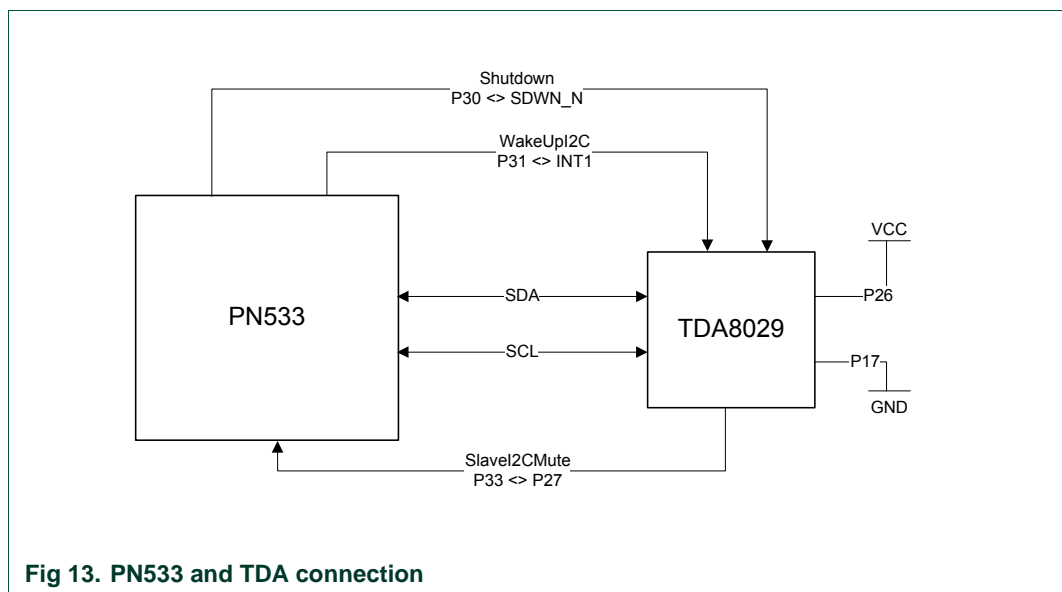 Shutdown
P30 <> SDWN_N
WakeUpI2C
P31 <> INT1
VCC
SDA
P26
PN533
TDA8029
SCL
P17
GND
SlaveI2CMute
P33 <> P27
Fig 13. PN533 and TDA connection